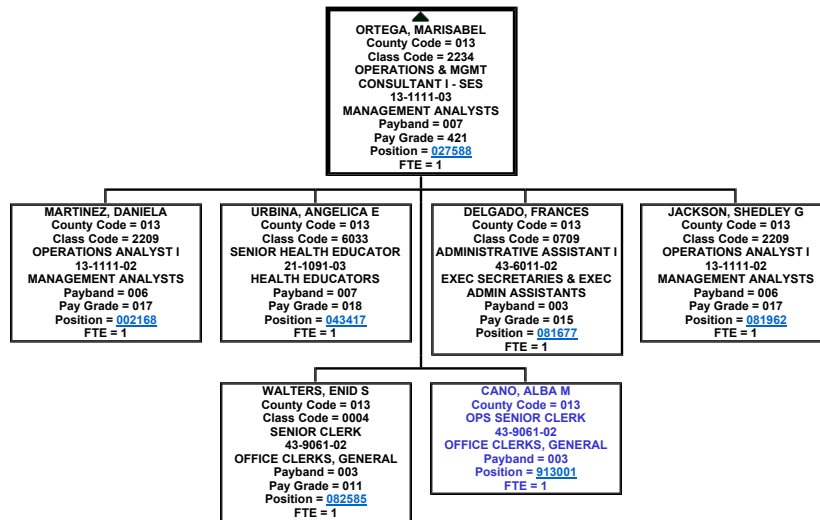 ORTEGA, MARISABEL
County Code = 013
Class Code = 2234
OPERATIONS & MGMT
CONSULTANT I - SES
13-1111-03
MANAGEMENT ANALYSTS
Payband = 007
Pay Grade = 421
Position = 027588
FTE = 1
MARTINEZ, DANIELA
County Code = 013
Class Code = 2209
OPERATIONS ANALYST I
13-1111-02
MANAGEMENT ANALYSTS
Payband = 006
Pay Grade = 017
Position = 002168
FTE = 1
URBINA, ANGELICA E
County Code = 013
Class Code = 6033
SENIOR HEALTH EDUCATOR
21-1091-03
HEALTH EDUCATORS
Payband = 007
Pay Grade = 018
Position = 043417
FTE = 1
DELGADO, FRANCES
County Code = 013
Class Code = 0709
ADMINISTRATIVE ASSISTANT I
43-6011-02
EXEC SECRETARIES & EXEC
ADMIN ASSISTANTS
Payband = 003
Pay Grade = 015
Position = 081677
FTE = 1
JACKSON, SHEDLEY G
County Code = 013
Class Code = 2209
OPERATIONS ANALYST I
13-1111-02
MANAGEMENT ANALYSTS
Payband = 006
Pay Grade = 017
Position = 081962
FTE = 1
WALTERS, ENID S
County Code = 013
Class Code = 0004
SENIOR CLERK
43-9061-02
OFFICE CLERKS, GENERAL
Payband = 003
Pay Grade = 011
Position = 082585
FTE = 1
CANO, ALBA M
County Code = 013
OPS SENIOR CLERK
43-9061-02
OFFICE CLERKS, GENERAL
Payband = 003
Position = 913001
FTE = 1